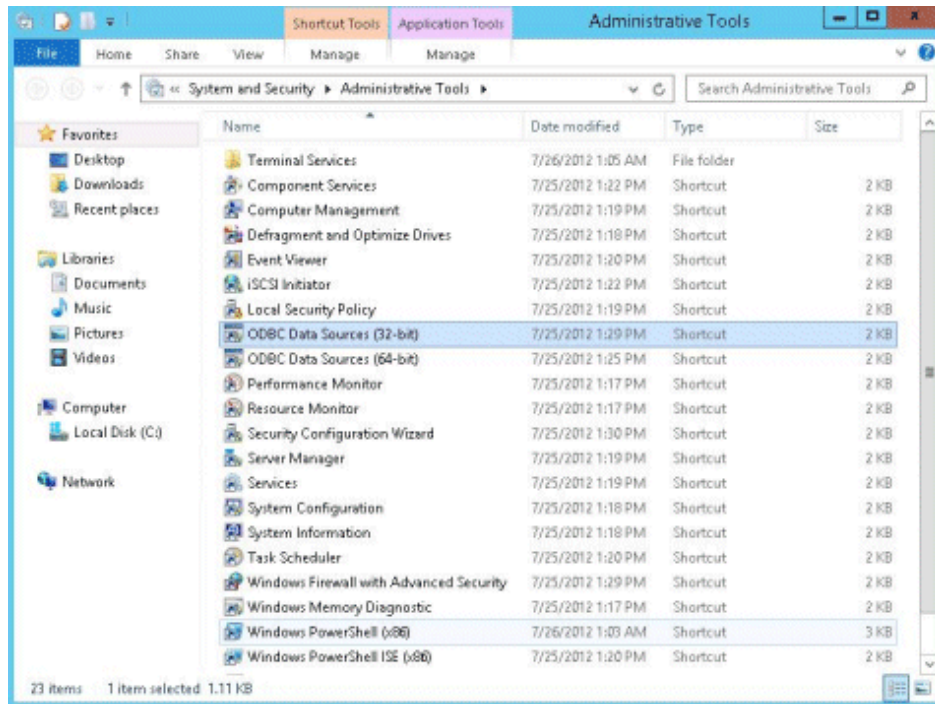 Shortcut Tools Application Tools Administrative Tools
File Home Share View Manage Manage
« System and Security Administrative Tools Search Administrative Tools
Name Date modified Type Size
Favorites
Desktop
Downloads
Recent places
Libraries
Documents
Music
Pictures
Videos
Computer
Local Disk (C:)
Network
Terminal Services 7/26/2012 1:05 AM File folder
Component Services 7/25/2012 1:22 PM Shortcut 2 KB
Computer Management 7/25/2012 1:19 PM Shortcut 2 KB
Defragment and Optimize Drives 7/25/2012 1:18 PM Shortcut 2 KB
Event Viewer 7/25/2012 1:20 PM Shortcut 2 KB
iSCSI Initiator 7/25/2012 1:22 PM Shortcut 2 KB
Local Security Policy 7/25/2012 1:19 PM Shortcut 2 KB
ODBC Data Sources (32-bit) 7/25/2012 1:29 PM Shortcut 2 KB
ODBC Data Sources (64-bit) 7/25/2012 1:25 PM Shortcut 2 KB
Performance Monitor 7/25/2012 1:17 PM Shortcut 2 KB
Resource Monitor 7/25/2012 1:17 PM Shortcut 2 KB
Security Configuration Wizard 7/25/2012 1:30 PM Shortcut 2 KB
Server Manager 7/25/2012 1:19 PM Shortcut 2 KB
Services 7/25/2012 1:19 PM Shortcut 2 KB
System Configuration 7/25/2012 1:18 PM Shortcut 2 KB
System Information 7/25/2012 1:18 PM Shortcut 2 KB
Task Scheduler 7/25/2012 1:20 PM Shortcut 2 KB
Windows Firewall with Advanced Security 7/25/2012 1:29 PM Shortcut 2 KB
Windows Memory Diagnostic 7/25/2012 1:17 PM Shortcut 2 KB
Windows PowerShell (x86) 7/26/2012 1:03 AM Shortcut 3 KB
Windows PowerShell ISE (x86) 7/25/2012 1:20 PM Shortcut 2 KB
23 items 1 item selected 1.11 KB